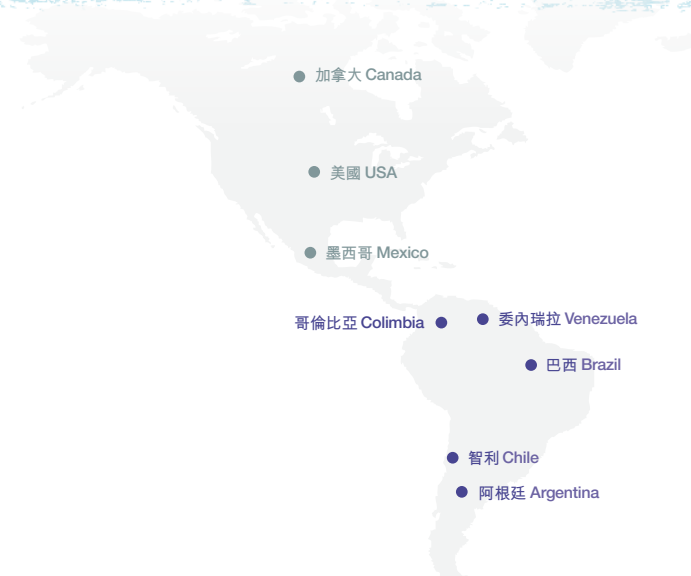 加拿大 Canada
美國 USA
墨西哥 Mexico
哥倫比亞 Colimbia
委內瑞拉 Venezuela
巴西 Brazil
智利 Chile
阿根廷 Argentina